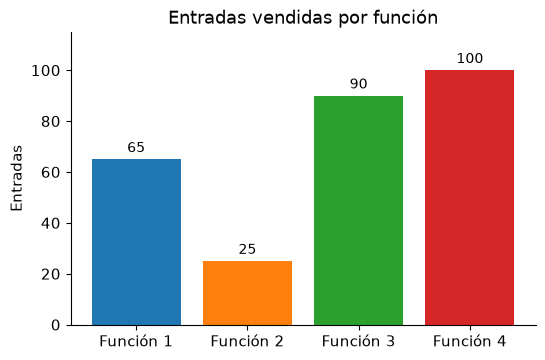 Entradas vendidas por función
Entradas
100
80
60
40
20
0
65
25
90
100
Función 1
Función 2
Función 3
Función 4